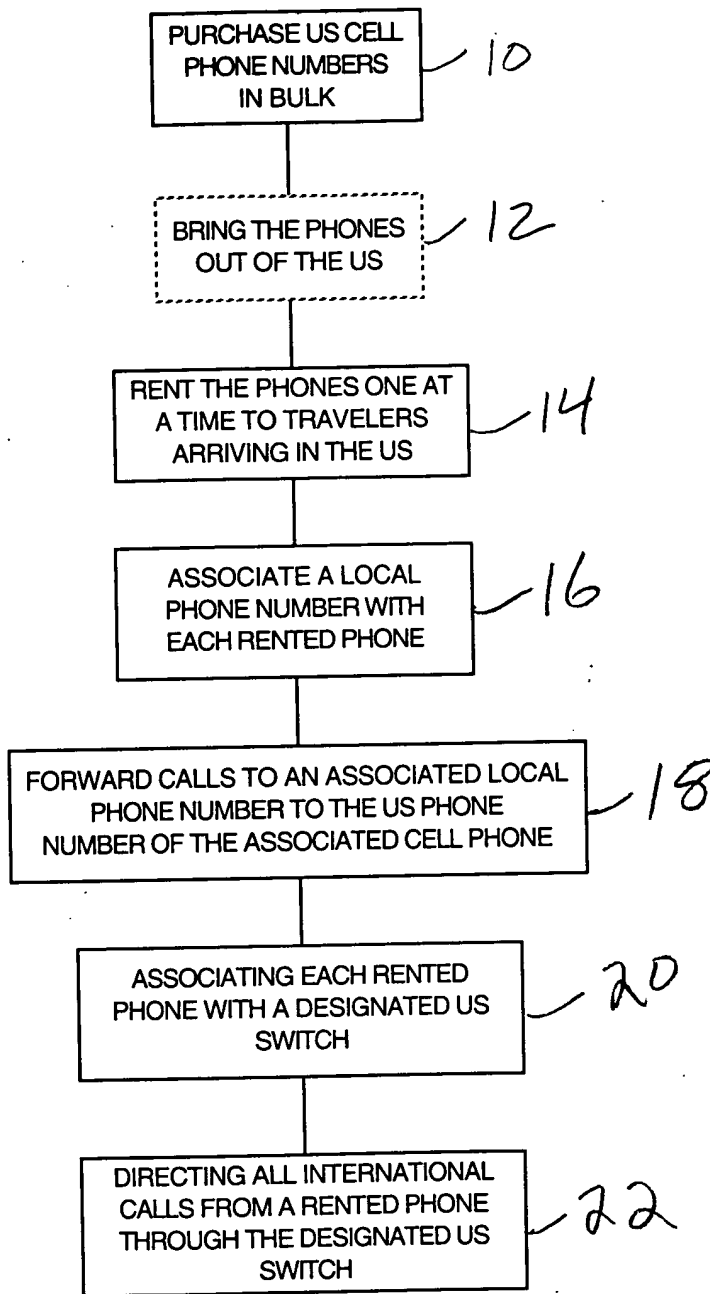 PURCHASE US CELL
PHONE NUMBERS
IN BULK
10
BRING THE PHONES
OUT OF THE US
12
RENT THE PHONES ONE AT
A TIME TO TRAVELERS
ARRIVING IN THE US
14
ASSOCIATE A LOCAL
PHONE NUMBER WITH
EACH RENTED PHONE
16
FORWARD CALLS TO AN ASSOCIATED LOCAL
PHONE NUMBER TO THE US PHONE
NUMBER OF THE ASSOCIATED CELL PHONE
18
ASSOCIATING EACH RENTED
PHONE WITH A DESIGNATED US
SWITCH
20
DIRECTING ALL INTERNATIONAL
CALLS FROM A RENTED PHONE
THROUGH THE DESIGNATED US
SWITCH
22